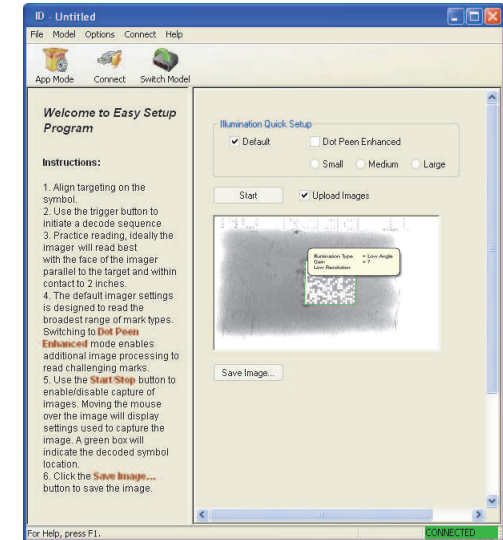 ID - Untitled
File Model Options Connect Help
App Mode Connect Switch Model
Welcome to Easy Setup
Program
Instructions:
1. Align targeting on the
symbol.
2. Use the trigger button to
initiate a decode sequence
3. Practice reading, ideally the
imager will read best
with the face of the imager
parallel to the target and within
contact to 2 inches.
4. The default imager settings
is designed to read the
broadest range of mark types.
Switching to Dot Peen
Enhanced mode enables
additional image processing to
read challenging marks.
5. Use the Start/Stop button to
enable/disable capture of
images. Moving the mouse
over the image will display
settings used to capture the
image. A green box will
indicate the decoded symbol
location.
6. Click the Save Image...
button to save the image.
Illumination Quick Setup
Default Dot Peen Enhanced
Small Medium Large
Start Upload Images
Illumination Type = Low Angle
Gain = 7
Low Resolution
Save Image...
For Help, press F1.
CONNECTED